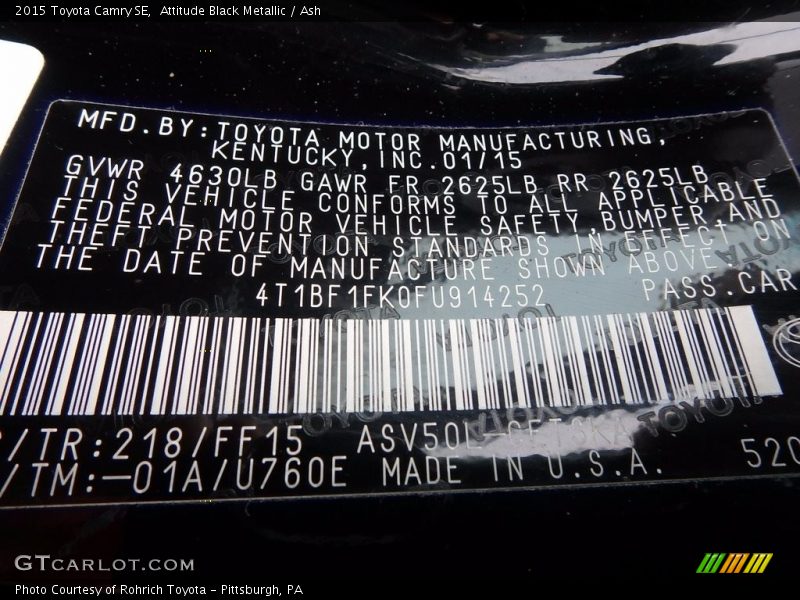 2015 Toyota Camry SE,  Attitude Black Metallic / Ash
MFD.BY:TOYOTA MOTOR MANUFACTURING,
KENTUCKY,INC.01/15
GVWR 4630LB GAWR FR 2625LB RR 2625LB
THIS VEHICLE CONFORMS TO ALL APPLICABLE
FEDERAL MOTOR VEHICLE SAFETY,BUMPER,AND
THEFT PREVENTION STANDARDS IN EFFECT ON
THE DATE OF MANUFACTURE SHOWN ABOVE.
4T1BF1FK0FU914252 PASS.CAR
/TR:218/FF15 ASV50L-
/TM:-01A/U760E MADE IN U.S.A. 520
GTCARLOT.COM
Photo Courtesy of Rohrich Toyota - Pittsburgh, PA